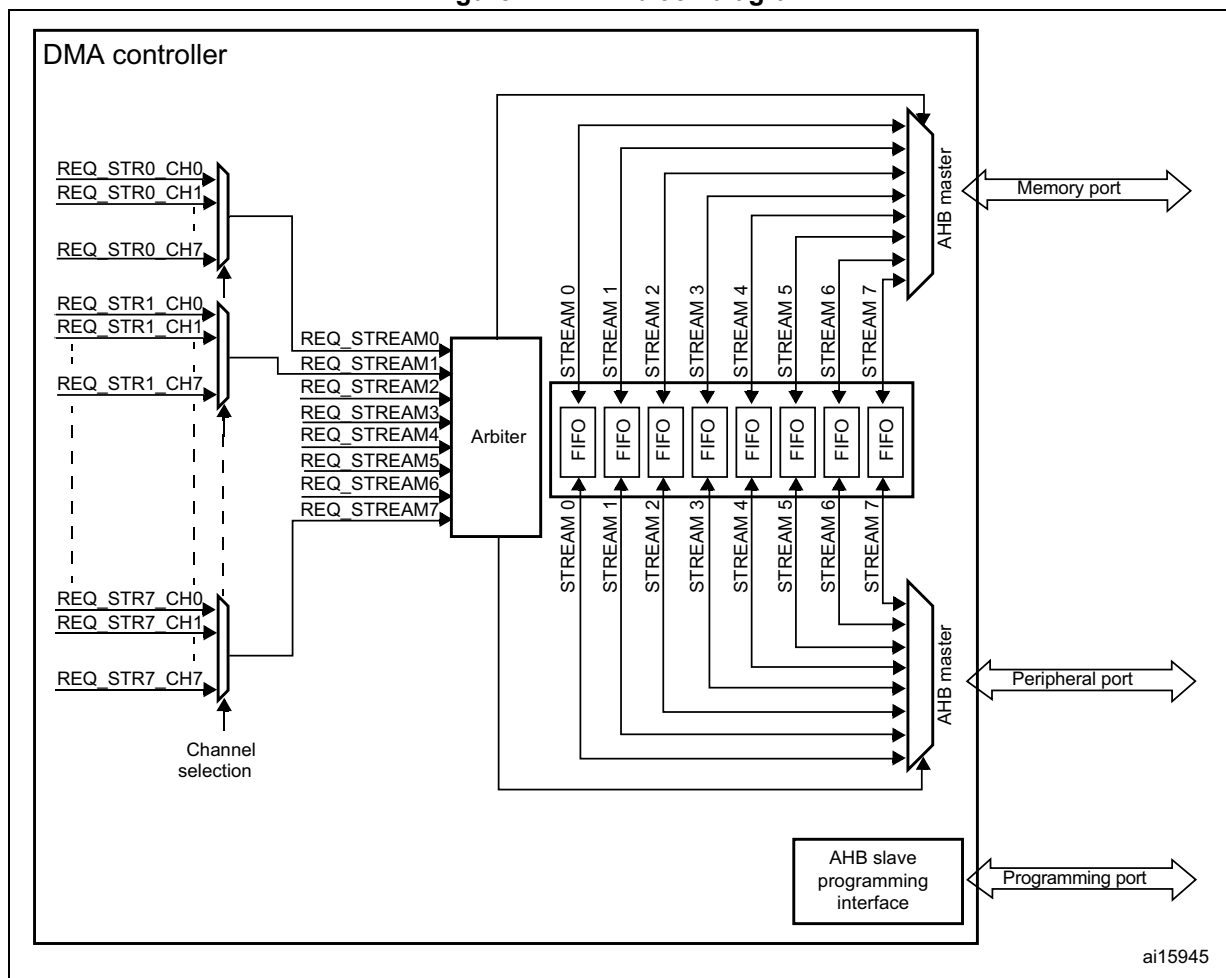 DMA controller
REQ_STR0_CH0
REQ_STR0_CH1
REQ_STR0_CH7
REQ_STR1_CH0
REQ_STR1_CH1
REQ_STR1_CH7
REQ_STR7_CH0
REQ_STR7_CH1
REQ_STR7_CH7
Channel
selection
REQ_STREAM0
REQ_STREAM1
REQ_STREAM2
REQ_STREAM3
REQ_STREAM4
REQ_STREAM5
REQ_STREAM6
REQ_STREAM7
Arbiter
STREAM 0
STREAM 1
STREAM 2
STREAM 3
STREAM 4
STREAM 5
STREAM 6
STREAM 7
FIFO
FIFO
FIFO
FIFO
FIFO
FIFO
FIFO
FIFO
STREAM 0
STREAM 1
STREAM 2
STREAM 3
STREAM 4
STREAM 5
STREAM 6
STREAM 7
AHB master
Memory port
AHB master
Peripheral port
AHB slave
programming
interface
Programming port
ai15945